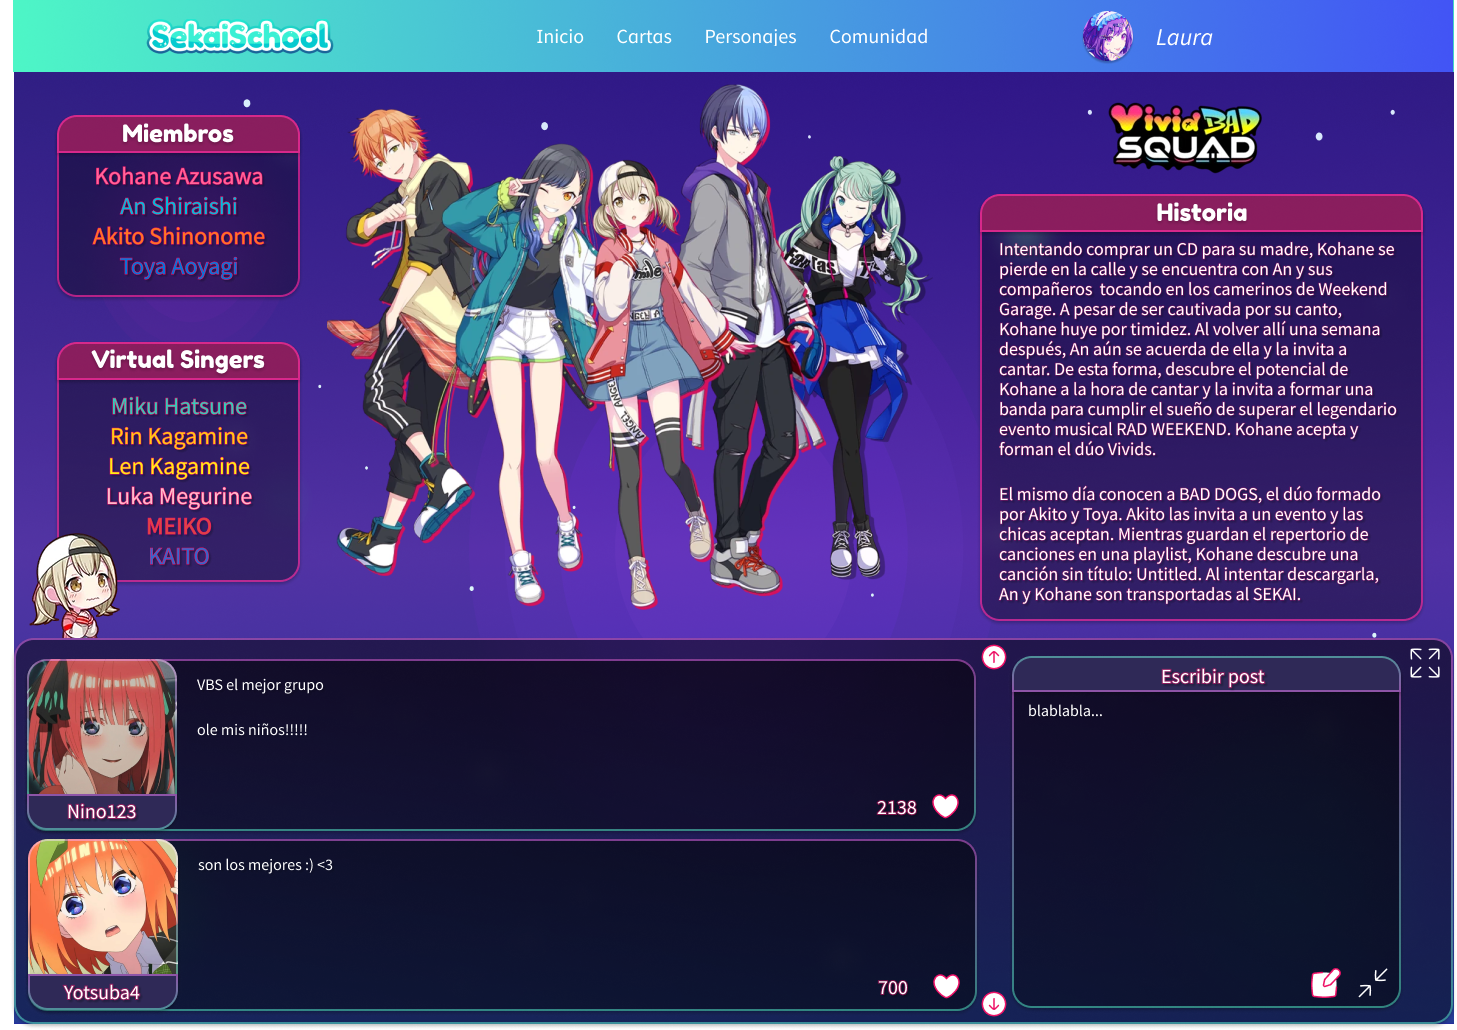 SekaiSchool
Inicio
Cartas
Personajes
Comunidad
Laura
Miembros
Kohane Azusawa
An Shiraishi
Akito Shinonome
Toya Aoyagi
Virtual Singers
Miku Hatsune
Rin Kagamine
Len Kagamine
Luka Megurine
MEIKO
KAITO
Vivid BAD
SQUAD
Historia
Intentando comprar un CD para su madre, Kohane se
pierde en la calle y se encuentra con An y sus
compañeros tocando en los camerinos de Weekend
Garage. A pesar de ser cautivada por su canto,
Kohane huye por timidez. Al volver allí una semana
después, An aún se acuerda de ella y la invita a
cantar. De esta forma, descubre el potencial de
Kohane a la hora de cantar y la invita a formar una
banda para cumplir el sueño de superar el legendario
evento musical RAD WEEKEND. Kohane acepta y
forman el dúo Vivids.
El mismo día conocen a BAD DOGS, el dúo formado
por Akito y Toya. Akito las invita a un evento y las
chicas aceptan. Mientras guardan el repertorio de
canciones en una playlist, Kohane descubre una
canción sin título: Untitled. Al intentar descargarla,
An y Kohane son transportadas al SEKAI.
VBS el mejor grupo
ole mis niños!!!!!
2138
Nino123
son los mejores :) <3
700
Yotsuba4
Escribir post
blablabla...